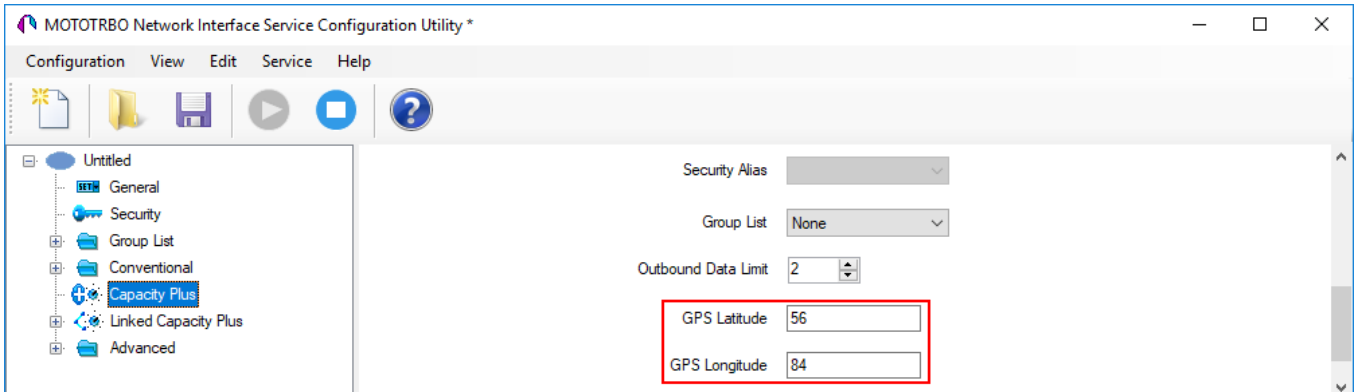 MOTOTRBO Network Interface Service Configuration Utility *
Configuration View Edit Service Help
?
Untitled
SET
General
Security
Group List
Conventional
Capacity Plus
Linked Capacity Plus
Advanced
Security Alias
Group List None
Outbound Data Limit 2
GPS Latitude 56
GPS Longitude 84